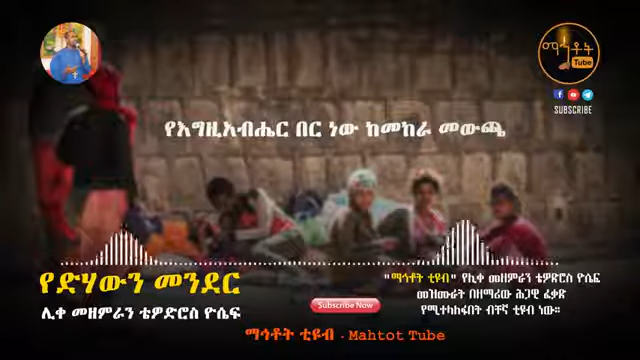 ማኅቶት
Tube
SUBSCRIBE
የእግዚአብሔር በር ነው ከመከራ መውጫ
የድሃውን መንደር
ሊቀ መዘምራን ቴዎድሮስ ዮሴፍ
"ማኅቶት ቲዩብ" የሊቀ መዘምራን ቴዎድሮስ ዮሴፍ
መዝሙራት በዘማሪው ሕጋዊ ፈቃድ
የሚተላለፉበት ብቸኛ ቲዩብ ነው።
Subscribe Now
ማኅቶት ቲዩብ - Mahtot Tube